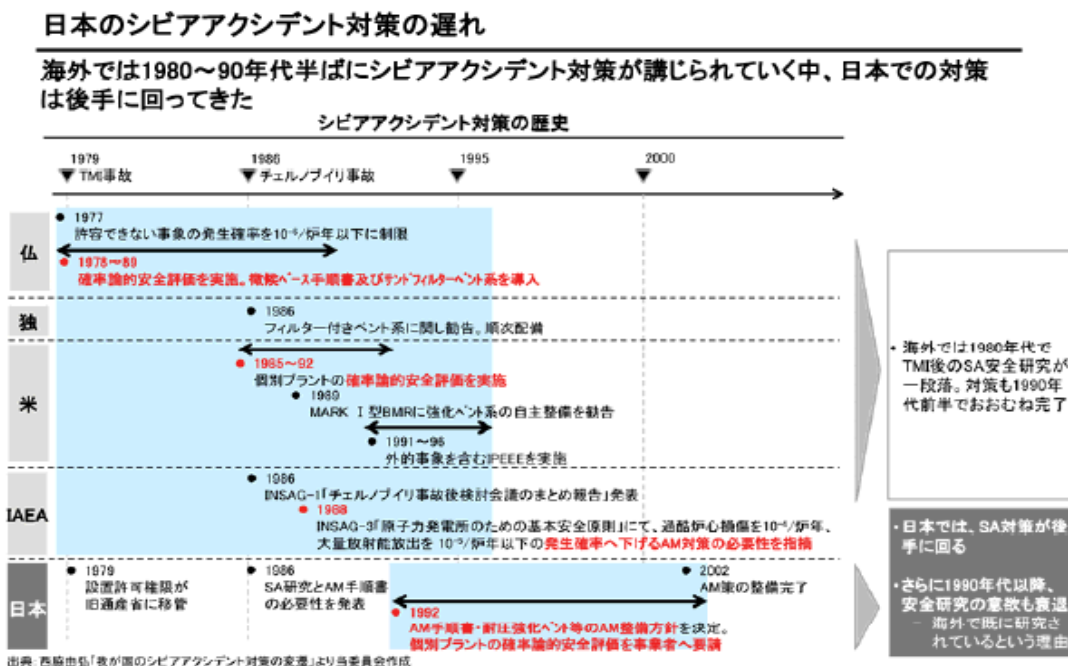 日本のシビアアクシデント対策の遅れ
海外では1980～90年代半ばにシビアアクシデント対策が講じられていく中、日本での対策
は後手に回ってきた
シビアアクシデント対策の歴史
1979
▼ TMI事故
1986
▼ チェルノブイリ事故
1995
▼
2000
▼
仏
● 1977
許容できない事象の発生確率を10⁻⁶/炉年以下に制限
● 1978～89
確率論的安全評価を実施。徴候ベース手順書及びサンドフィルターベント系を導入
独
● 1986
フィルター付きベント系に関し勧告。順次配備
米
● 1985～92
個別プラントの確率論的安全評価を実施
● 1989
MARK Ⅰ型BMRに強化ベント系の自主整備を勧告
● 1991～96
外的事象を含むIPEEEを実施
IAEA
● 1986
INSAG-1「チェルノブイリ事故後検討会議のまとめ報告」発表
● 1988
INSAG-3「原子力発電所のための基本安全原則」にて、過酷炉心損傷を10⁻⁴/炉年、
大量放射能放出を 10⁻⁵/炉年以下の発生確率へ下げるAM対策の必要性を指摘
日本
● 1979
設置許可権限が
旧通産省に移管
● 1986
SA研究とAM手順書
の必要性を発表
● 1992
AM手順書・耐圧強化ベント等のAM整備方針を決定。
個別プラントの確率論的安全評価を事業者へ要請
● 2002
AM策の整備完了
・ 海外では1980年代で
TMI後のSA安全研究が
一段落。対策も1990年
代前半でおおむね完了
・日本では、SA対策が後
手に回る
・さらに1990年代以降、
安全研究の意欲も衰退
－ 海外で既に研究さ
れているという理由
出典: 西脇由弘「我が国のシビアアクシデント対策の変遷」より当委員会作成